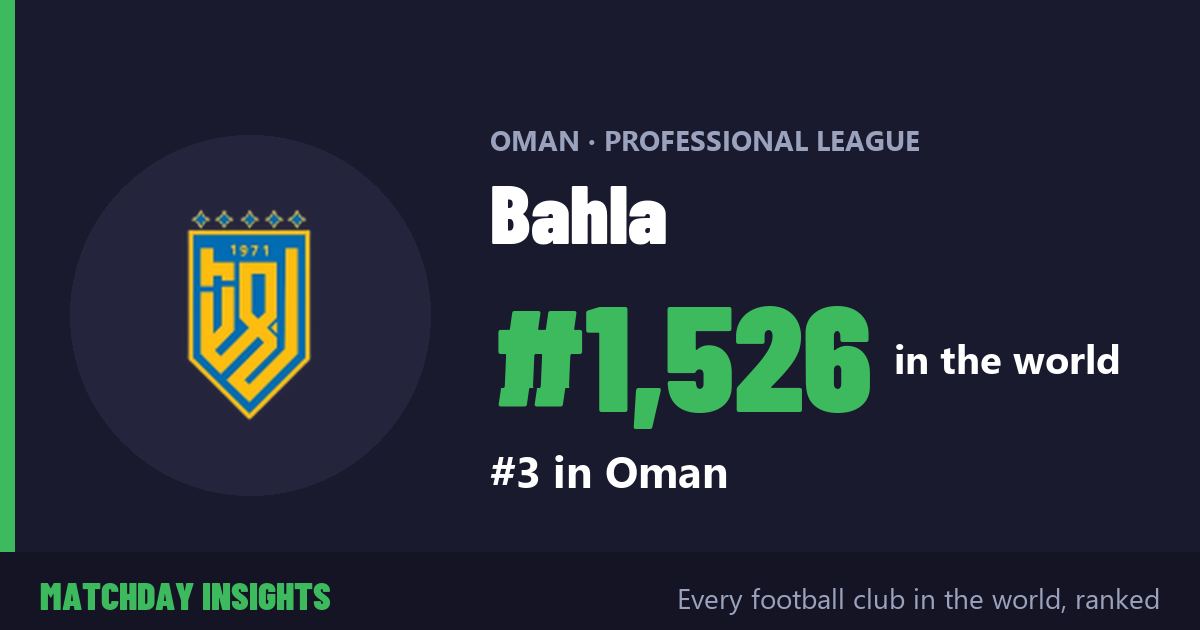 OMAN · PROFESSIONAL LEAGUE
Bahla
1971
#1,526 in the world
#3 in Oman
MATCHDAY INSIGHTS
Every football club in the world, ranked